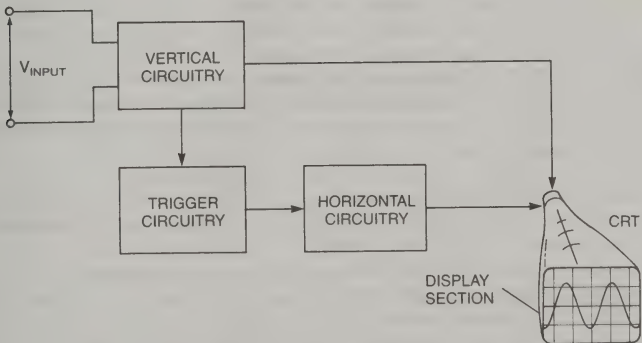 VERTICAL
CIRCUITRY
VINPUT
TRIGGER
CIRCUITRY
HORIZONTAL
CIRCUITRY
CRT
DISPLAY
SECTION